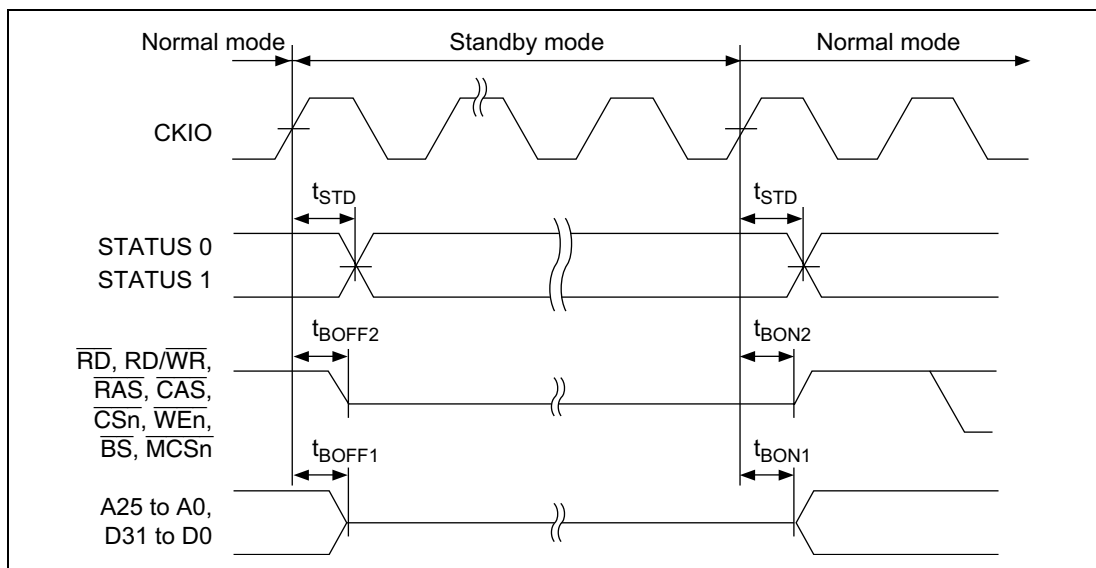 Normal mode Standby mode Normal mode
CKIO
tSTD tSTD
STATUS 0
STATUS 1
tBOFF2 tBON2
RD, RD/WR,
RAS, CAS,
CSn, WEn,
BS, MCSn
tBOFF1 tBON1
A25 to A0,
D31 to D0